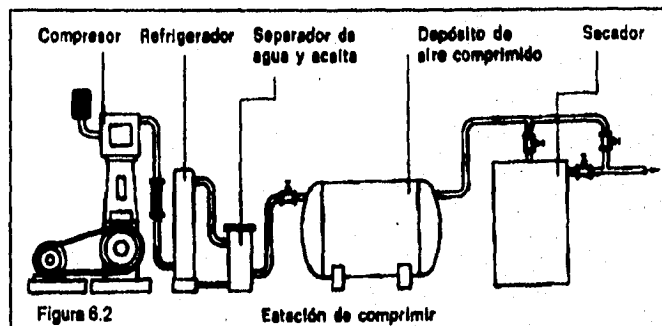 Compresor
Refrigerador
Separador de
agua y aceite
Depósito de
aire comprimido
Secador
Figura 6.2
Estación de comprimir